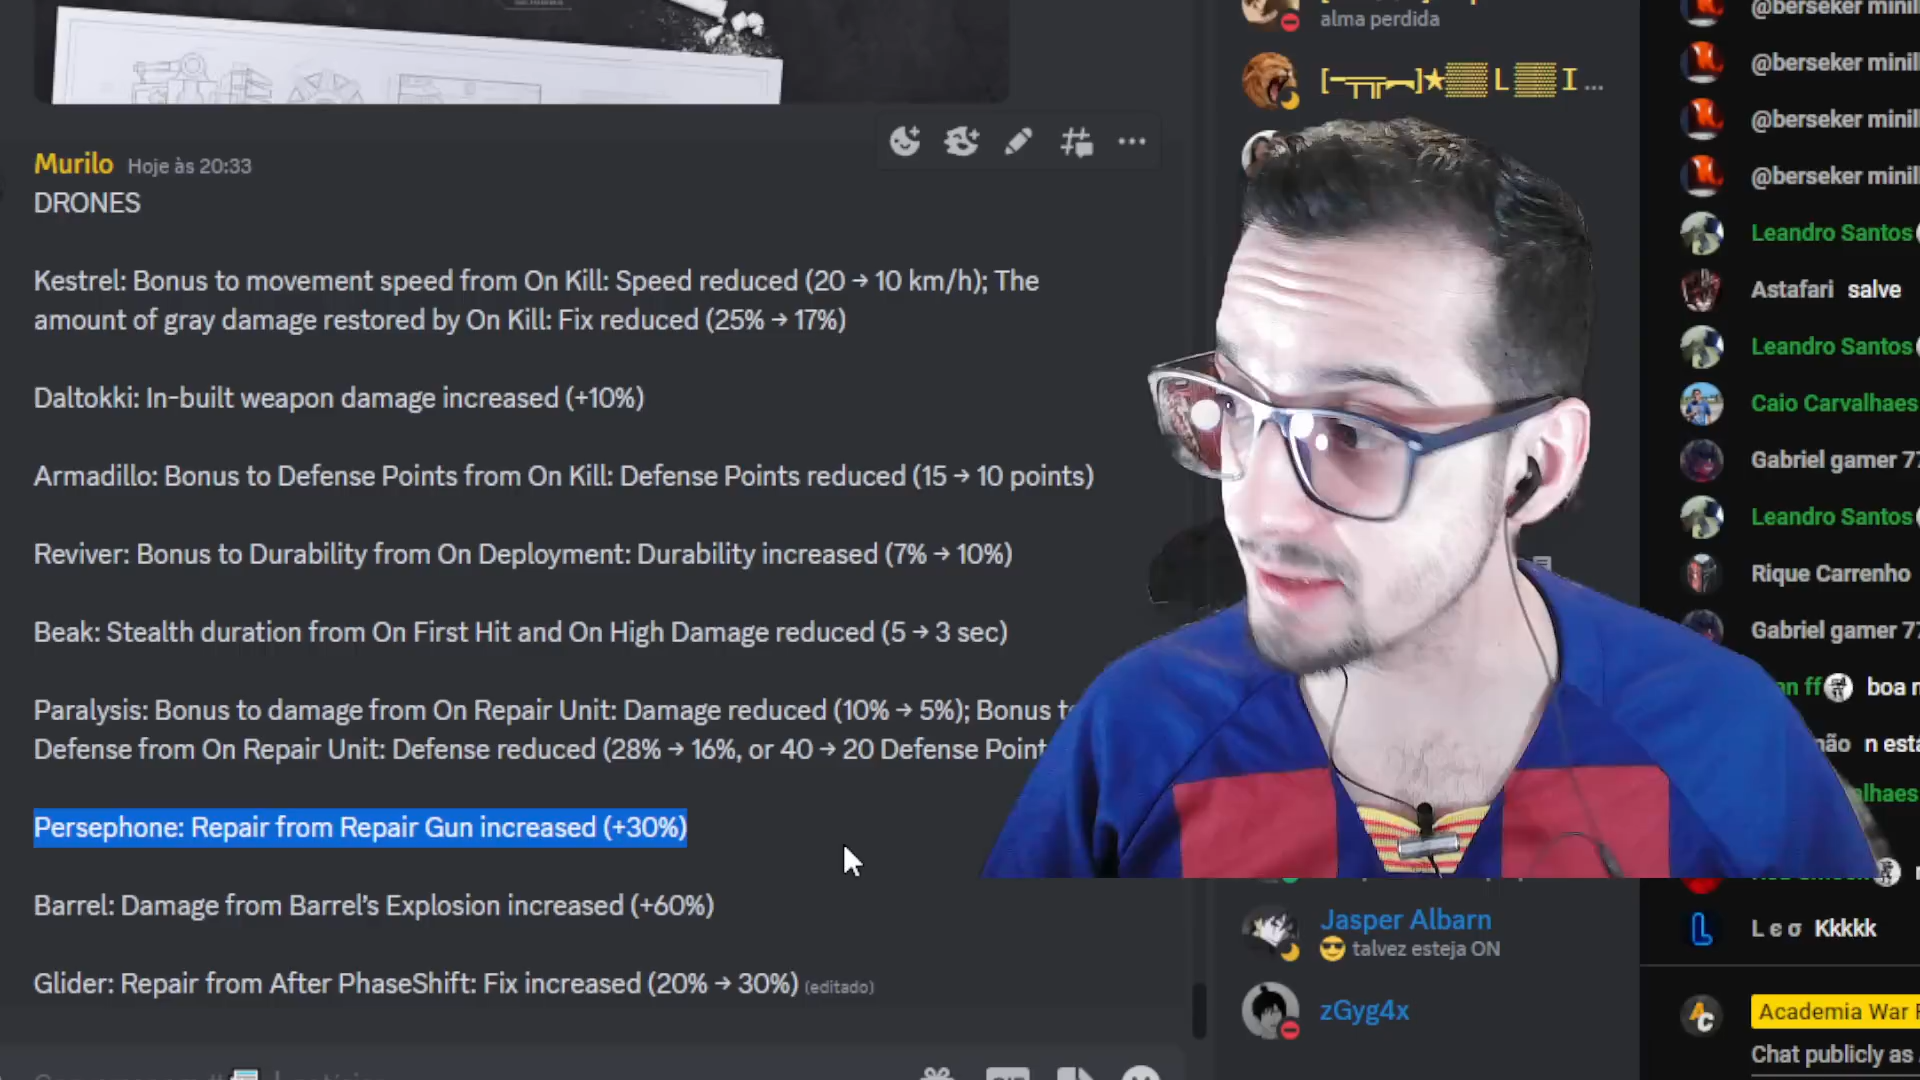 alma perdida
L I ...
Murilo Hoje às 20:33
DRONES
Kestrel: Bonus to movement speed from On Kill: Speed reduced (20 → 10 km/h); The
amount of gray damage restored by On Kill: Fix reduced (25% → 17%)
Daltokki: In-built weapon damage increased (+10%)
Armadillo: Bonus to Defense Points from On Kill: Defense Points reduced (15 → 10 points)
Reviver: Bonus to Durability from On Deployment: Durability increased (7% → 10%)
Beak: Stealth duration from On First Hit and On High Damage reduced (5 → 3 sec)
Paralysis: Bonus to damage from On Repair Unit: Damage reduced (10% → 5%); Bonus
Defense from On Repair Unit: Defense reduced (28% → 16%, or 40 → 20 Defense
Persephone: Repair from Repair Gun increased (+30%)
Barrel: Damage from Barrel's Explosion increased (+60%)
Glider: Repair from After PhaseShift: Fix increased (20% → 30%) (editado)
Jasper Albarn
talvez esteja ON
zGyg4x
@berseker
@berseker
@berseker
@berseker
Leandro Santos
Astafari salve
Leandro Santos
Caio Carvalhaes
Gabriel gamer
Leandro Santos
Rique Carrenho
Gabriel gamer
ff boa
n
L e σ Kkkkk
Academia War
Chat publicly as